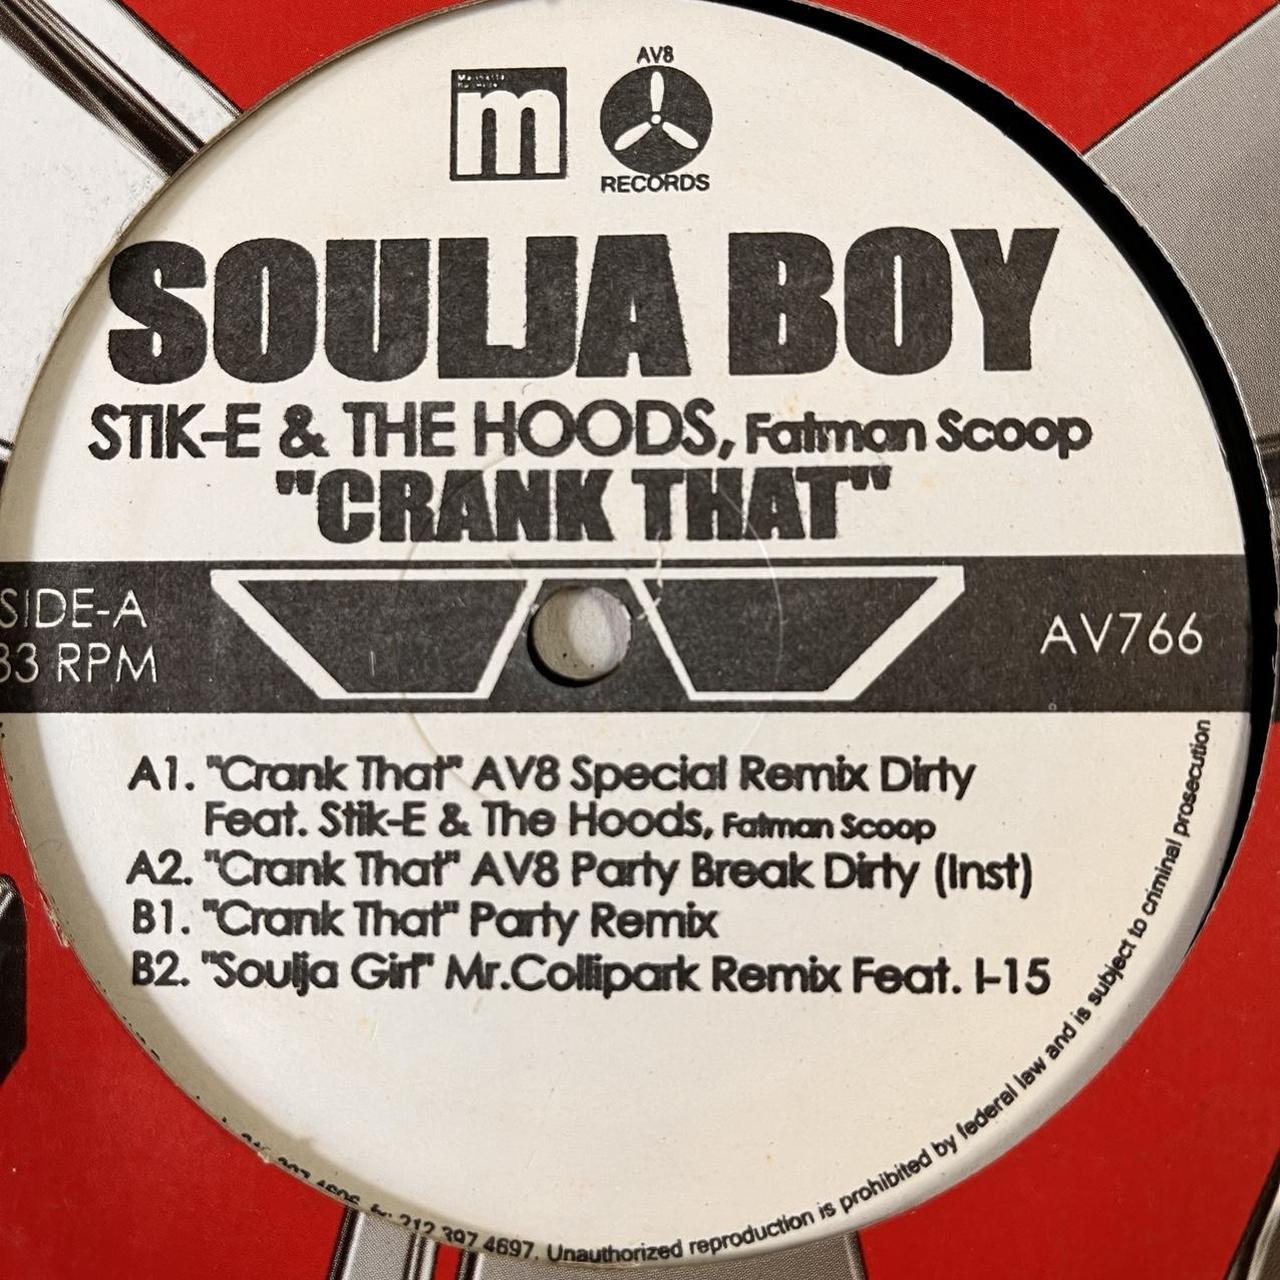 AV8
m
RECORDS
SOULJA BOY
STIK-E & THE HOODS, Fatman Scoop
"CRANK THAT"
SIDE-A
33 RPM
AV766
A1. "Crank That" AV8 Special Remix Dirty
Feat. Stik-E & The Hoods, Fatman Scoop
A2. "Crank That" AV8 Party Break Dirty (Inst)
B1. "Crank That" Party Remix
B2. "Soulja Girl" Mr.Collipark Remix Feat. I-15
212 397 4697. Unauthorized reproduction is prohibited by federal law and is subject to criminal prosecution